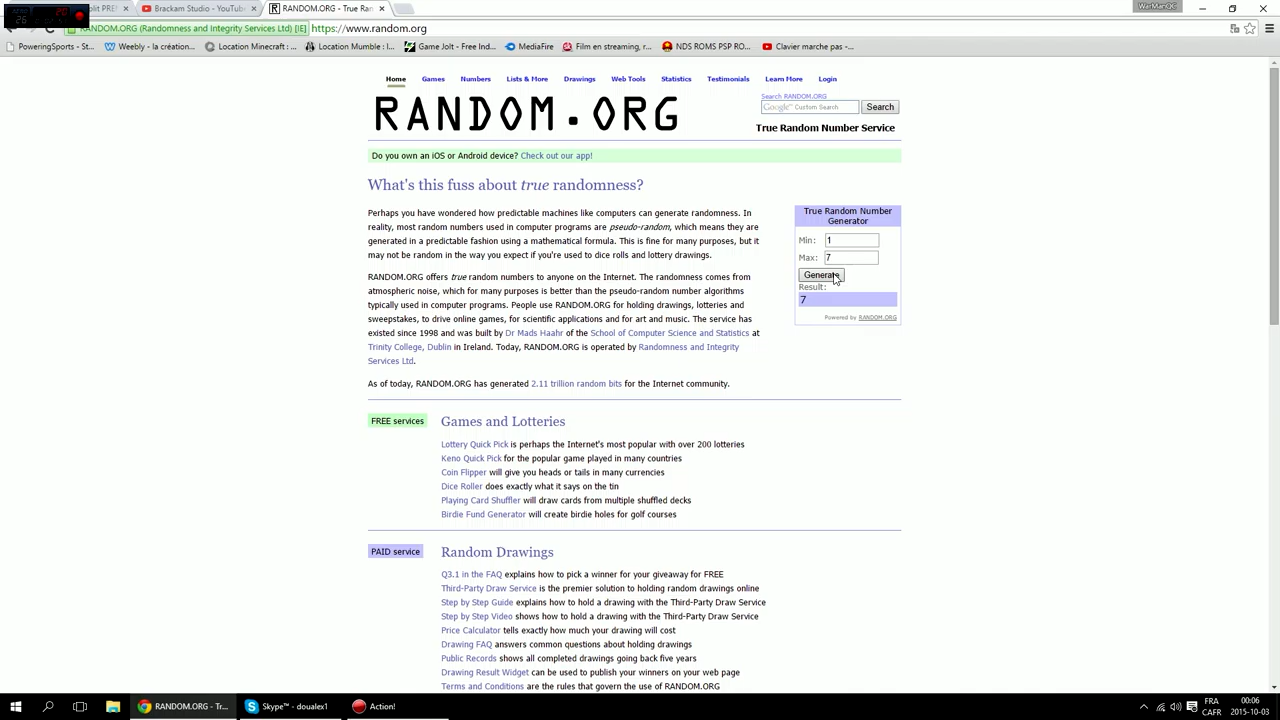 plit PRE
Brackam Studio - YouTub
RANDOM.ORG - True Ran
WarManQC
RANDOM.ORG (Randomness and Integrity Services Ltd) [IE]
https://www.random.org
PoweringSports - St
Weebly - la création...
Location Minecraft :
Location Mumble : l...
Game Jolt - Free Ind...
MediaFire
Film en streaming, r...
NDS ROMS PSP RO...
Clavier marche pas -...
Home Games Numbers Lists & More Drawings Web Tools Statistics Testimonials Learn More Login
RANDOM.ORG
Search RANDOM.ORG
Google™ Custom Search
Search
True Random Number Service
Do you own an iOS or Android device? Check out our app!
What's this fuss about true randomness?
Perhaps you have wondered how predictable machines like computers can generate randomness. In
reality, most random numbers used in computer programs are pseudo-random, which means they are
generated in a predictable fashion using a mathematical formula. This is fine for many purposes, but it
may not be random in the way you expect if you're used to dice rolls and lottery drawings.
RANDOM.ORG offers true random numbers to anyone on the Internet. The randomness comes from
atmospheric noise, which for many purposes is better than the pseudo-random number algorithms
typically used in computer programs. People use RANDOM.ORG for holding drawings, lotteries and
sweepstakes, to drive online games, for scientific applications and for art and music. The service has
existed since 1998 and was built by Dr Mads Haahr of the School of Computer Science and Statistics at
Trinity College, Dublin in Ireland. Today, RANDOM.ORG is operated by Randomness and Integrity
Services Ltd.
As of today, RANDOM.ORG has generated 2.11 trillion random bits for the Internet community.
True Random Number
Generator
Min: 1
Max: 7
Generate
Result:
7
Powered by RANDOM.ORG
FREE services
Games and Lotteries
Lottery Quick Pick is perhaps the Internet's most popular with over 200 lotteries
Keno Quick Pick for the popular game played in many countries
Coin Flipper will give you heads or tails in many currencies
Dice Roller does exactly what it says on the tin
Playing Card Shuffler will draw cards from multiple shuffled decks
Birdie Fund Generator will create birdie holes for golf courses
PAID service
Random Drawings
Q3.1 in the FAQ explains how to pick a winner for your giveaway for FREE
Third-Party Draw Service is the premier solution to holding random drawings online
Step by Step Guide explains how to hold a drawing with the Third-Party Draw Service
Step by Step Video shows how to hold a drawing with the Third-Party Draw Service
Price Calculator tells exactly how much your drawing will cost
Drawing FAQ answers common questions about holding drawings
Public Records shows all completed drawings going back five years
Drawing Result Widget can be used to publish your winners on your web page
Terms and Conditions are the rules that govern the use of RANDOM.ORG
RANDOM.ORG - Tr...
Skype™ - doualex1
Action!
FRA
CAFR
00:06
2015-10-03